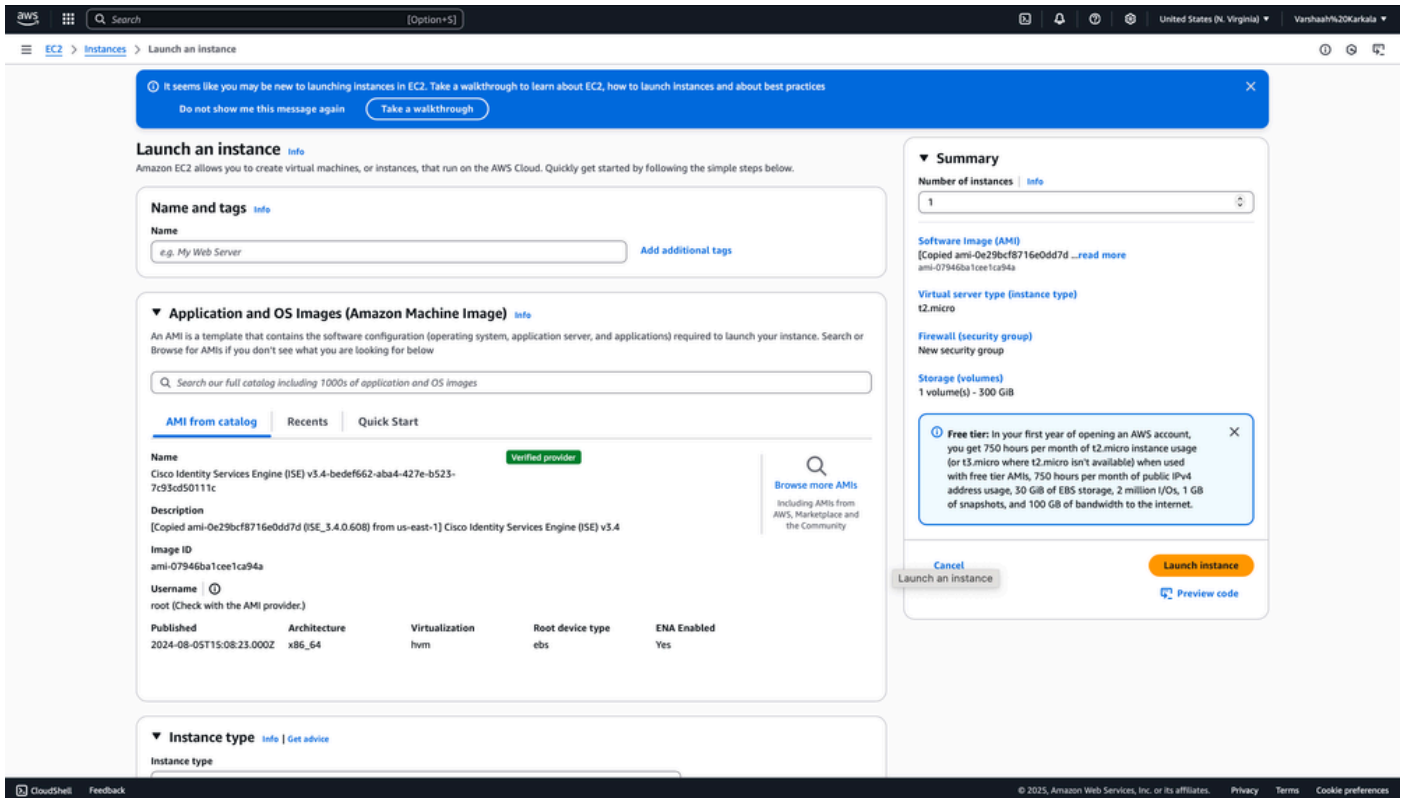 aws
Search [Option+S]
United States (N. Virginia) Varshaah%20Karkala
EC2 > Instances > Launch an instance
It seems like you may be new to launching instances in EC2. Take a walkthrough to learn about EC2, how to launch instances and about best practices
Do not show me this message again Take a walkthrough
Launch an instance Info
Amazon EC2 allows you to create virtual machines, or instances, that run on the AWS Cloud. Quickly get started by following the simple steps below.
Name and tags Info
Name
e.g. My Web Server
Add additional tags
Application and OS Images (Amazon Machine Image) Info
An AMI is a template that contains the software configuration (operating system, application server, and applications) required to launch your instance. Search or
Browse for AMIs if you don't see what you are looking for below
Search our full catalog including 1000s of application and OS images
AMI from catalog Recents Quick Start
Name
Verified provider
Cisco Identity Services Engine (ISE) v3.4-bedef662-aba4-427e-b523-
7c93cd50111c
Description
[Copied ami-0e29bcf8716e0dd7d (ISE_3.4.0.608) from us-east-1] Cisco Identity Services Engine (ISE) v3.4
Image ID
ami-07946ba1cee1ca94a
Username
root (Check with the AMI provider.)
Published Architecture Virtualization Root device type ENA Enabled
2024-08-05T15:08:23.000Z x86_64 hvm ebs Yes
Browse more AMIs
Including AMIs from
AWS, Marketplace and
the Community
Instance type Info | Get advice
Instance type
Summary
Number of instances Info
1
Software Image (AMI)
[Copied ami-0e29bcf8716e0dd7d ...read more
ami-07946ba1cee1ca94a
Virtual server type (instance type)
t2.micro
Firewall (security group)
New security group
Storage (volumes)
1 volume(s) - 300 GiB
Free tier: In your first year of opening an AWS account,
you get 750 hours per month of t2.micro instance usage
(or t3.micro where t2.micro isn't available) when used
with free tier AMIs, 750 hours per month of public IPv4
address usage, 30 GiB of EBS storage, 2 million I/Os, 1 GB
of snapshots, and 100 GB of bandwidth to the internet.
Cancel
Launch instance
Launch an instance
Preview code
CloudShell Feedback
© 2025, Amazon Web Services, Inc. or its affiliates. Privacy Terms Cookie preferences